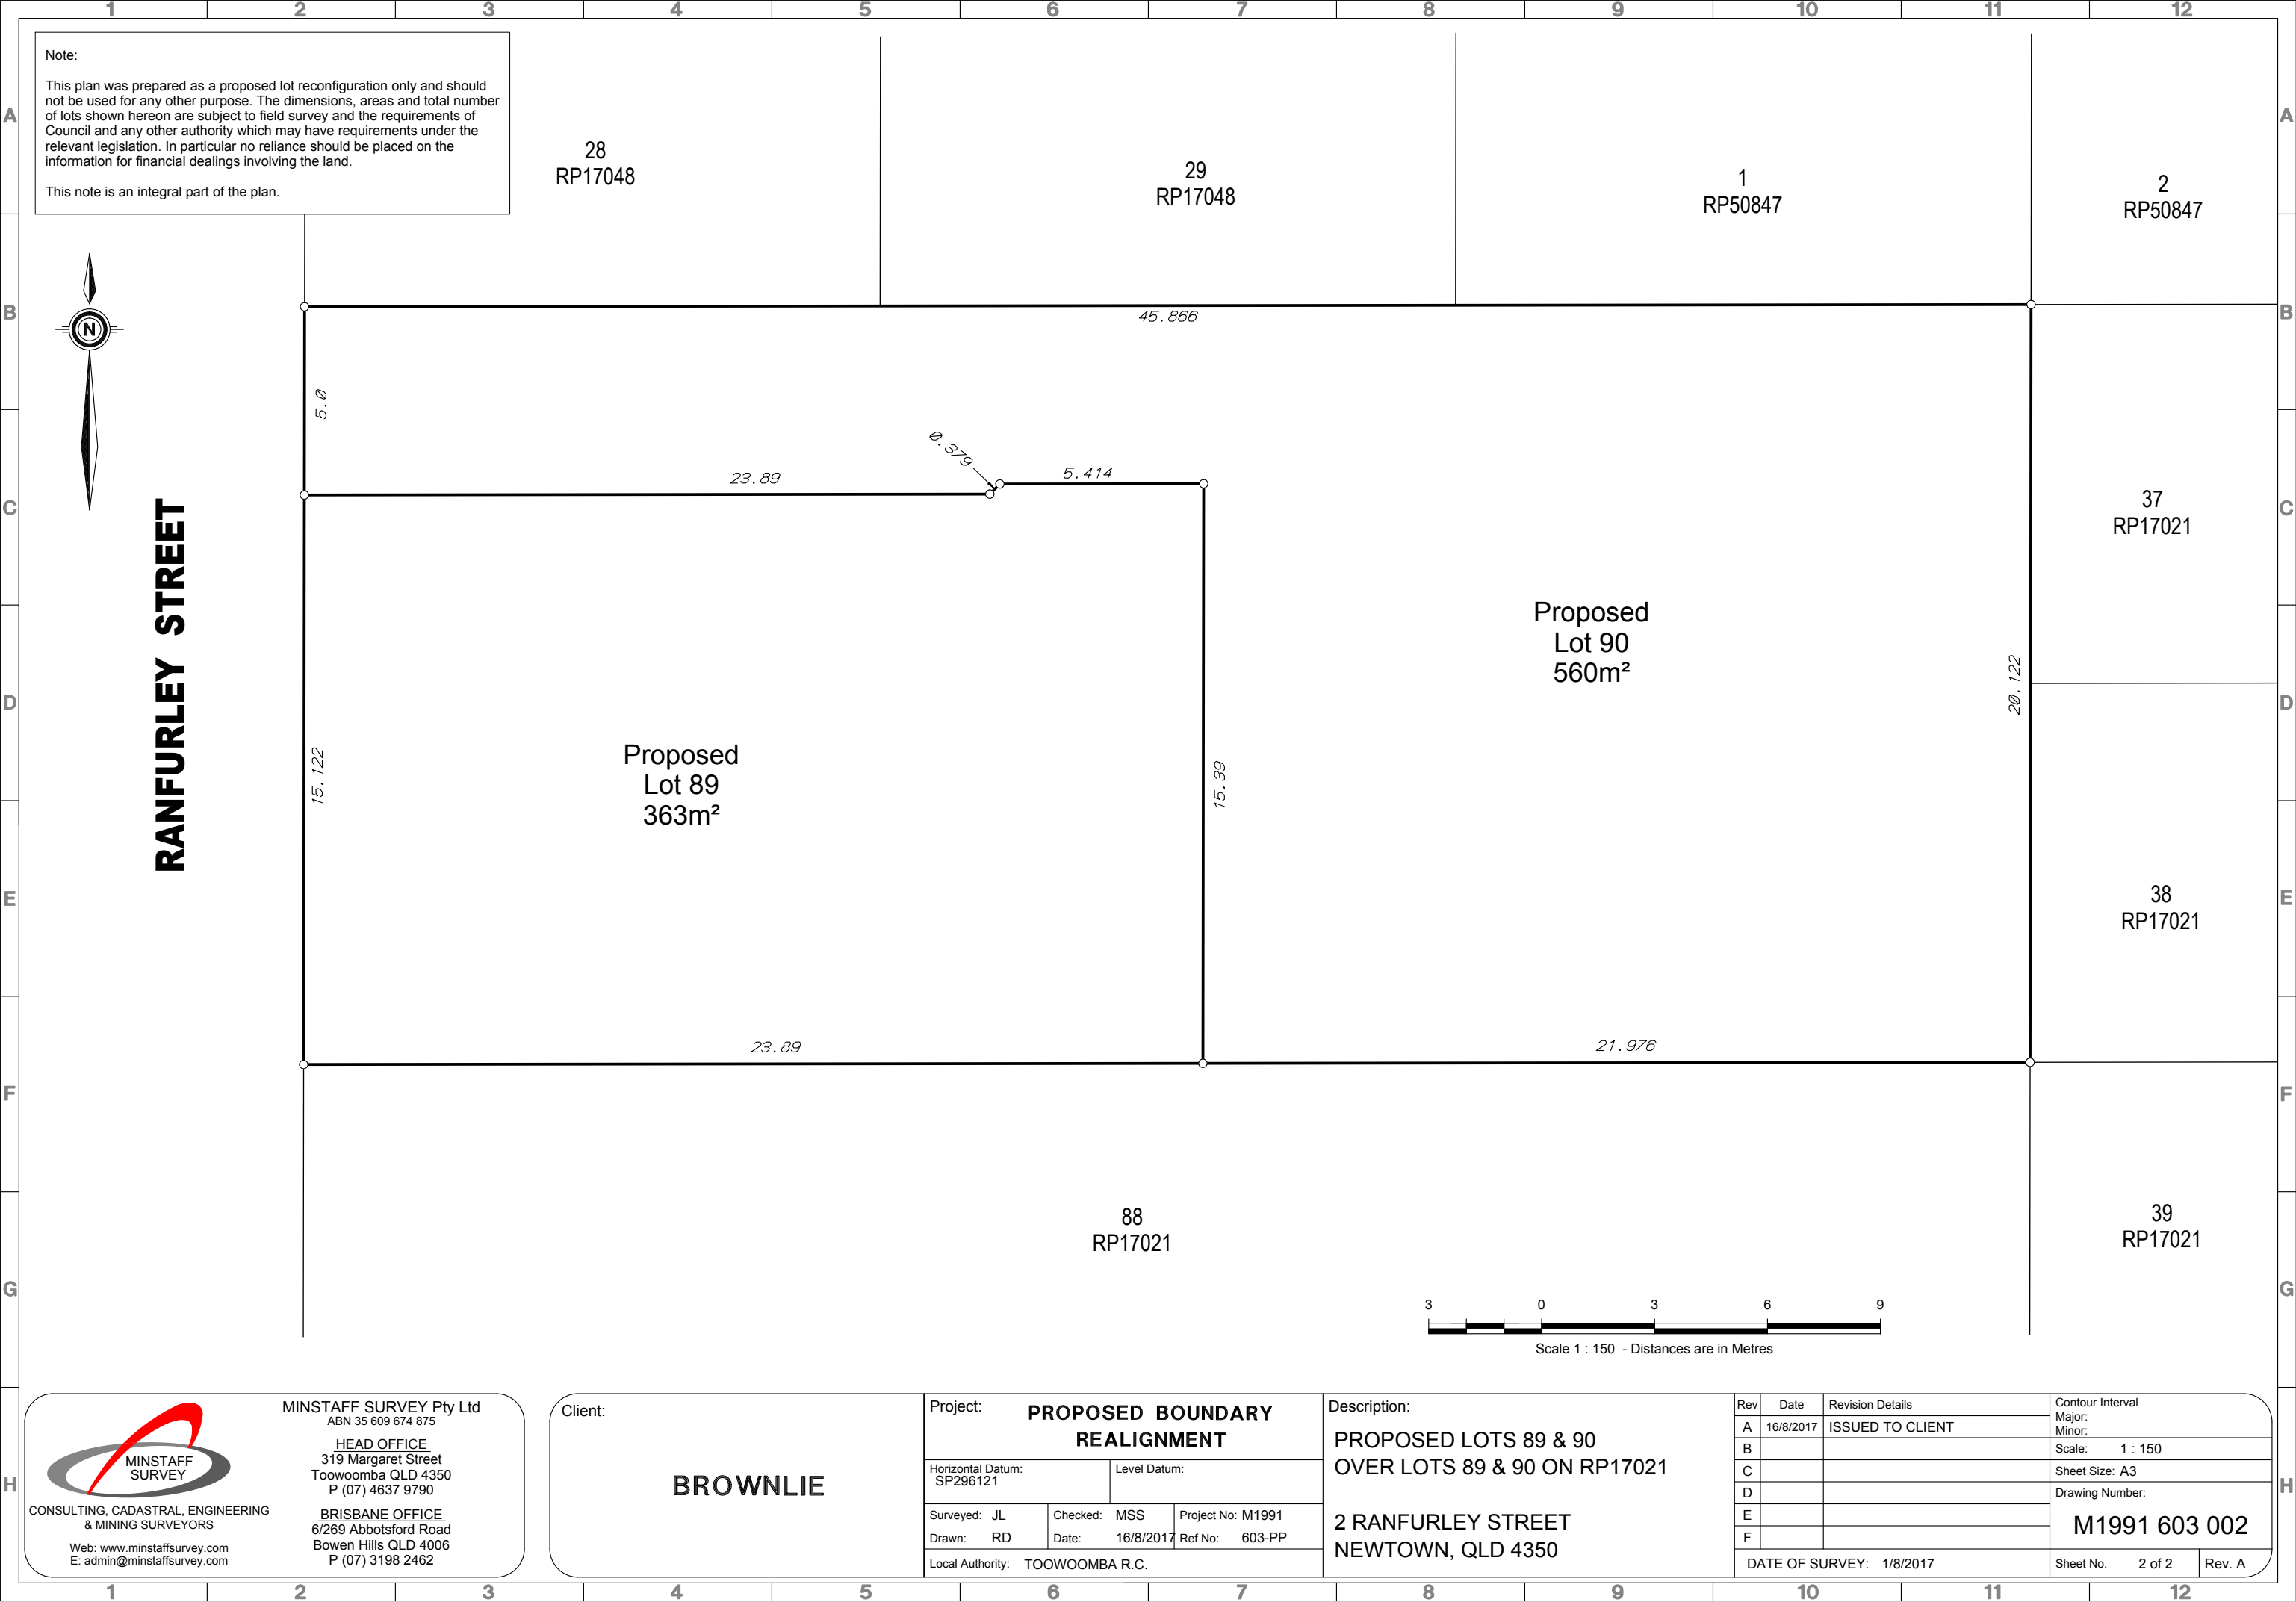 1 2 3 4 5 6 7 8 9 10 11 12
A A
B B
C C
D D
E E
F F
G G
H H
Note:
This plan was prepared as a proposed lot reconfiguration only and should
not be used for any other purpose. The dimensions, areas and total number
of lots shown hereon are subject to field survey and the requirements of
Council and any other authority which may have requirements under the
relevant legislation. In particular no reliance should be placed on the
information for financial dealings involving the land.
This note is an integral part of the plan.
28
RP17048
29
RP17048
1
RP50847
2
RP50847
N
45.866
5.0
0.379
23.89
5.414
37
RP17021
RANFURLEY STREET
Proposed
Lot 90
560m²
20.122
Proposed
Lot 89
363m²
15.122
15.39
38
RP17021
23.89
21.976
88
RP17021
39
RP17021
3 0 3 6 9
Scale 1 : 150 - Distances are in Metres
MINSTAFF
SURVEY
CONSULTING, CADASTRAL, ENGINEERING
& MINING SURVEYORS
Web: www.minstaffsurvey.com
E: admin@minstaffsurvey.com
MINSTAFF SURVEY Pty Ltd
ABN 35 609 674 875
HEAD OFFICE
319 Margaret Street
Toowoomba QLD 4350
P (07) 4637 9790
BRISBANE OFFICE
6/269 Abbotsford Road
Bowen Hills QLD 4006
P (07) 3198 2462
Client:
BROWNLIE
Project:
PROPOSED BOUNDARY
REALIGNMENT
Horizontal Datum:
SP296121
Level Datum:
Surveyed: JL
Checked: MSS
Project No: M1991
Drawn: RD
Date: 16/8/2017
Ref No: 603-PP
Local Authority: TOOWOOMBA R.C.
Description:
PROPOSED LOTS 89 & 90
OVER LOTS 89 & 90 ON RP17021
2 RANFURLEY STREET
NEWTOWN, QLD 4350
Rev Date Revision Details
A 16/8/2017 ISSUED TO CLIENT
B
C
D
E
F
DATE OF SURVEY: 1/8/2017
Contour Interval
Major:
Minor:
Scale: 1 : 150
Sheet Size: A3
Drawing Number:
M1991 603 002
Sheet No. 2 of 2
Rev. A
1 2 3 4 5 6 7 8 9 10 11 12